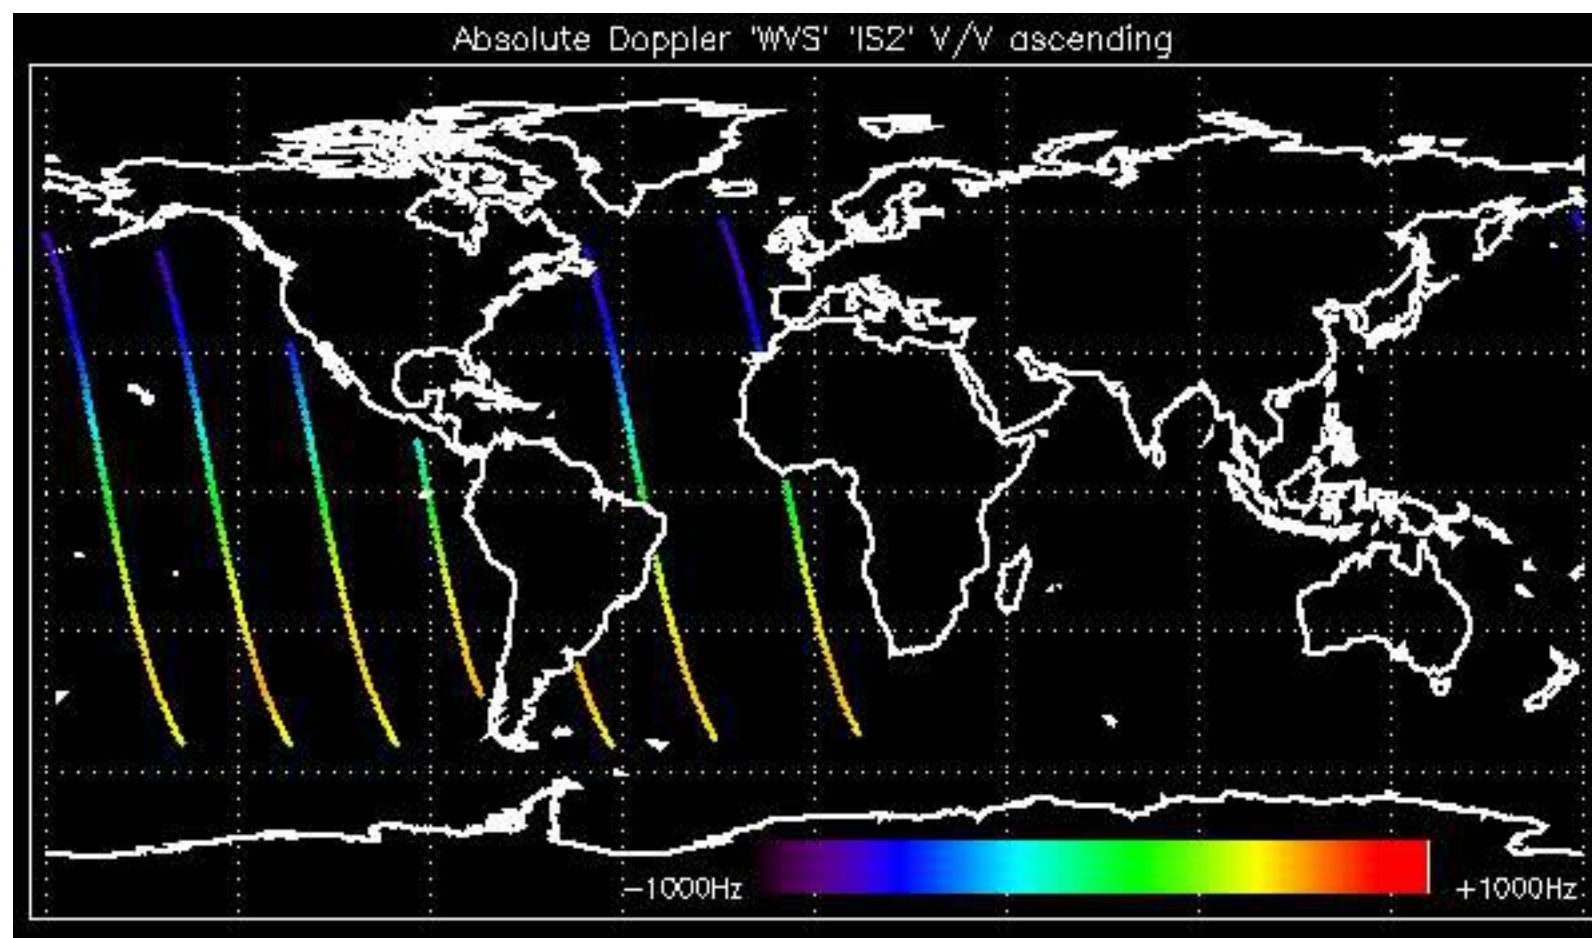 Absolute Doppler 'WVS' 'IS2' V/V ascending
-1000Hz +1000Hz